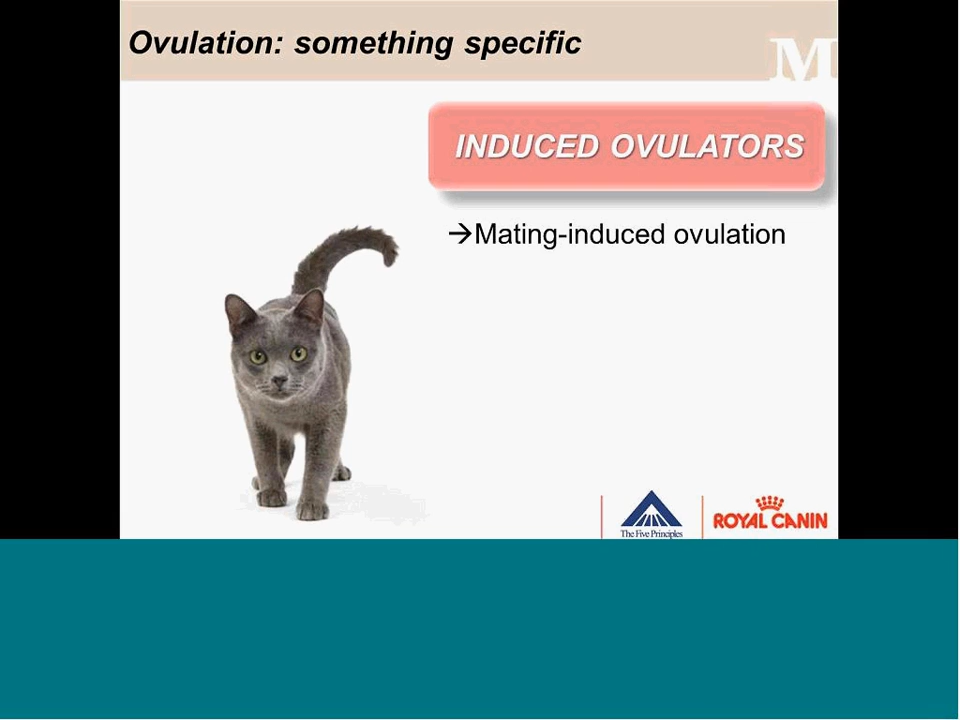 Ovulation: something specific
M
INDUCED OVULATORS
→Mating-induced ovulation
The Five Principles
ROYAL CANIN